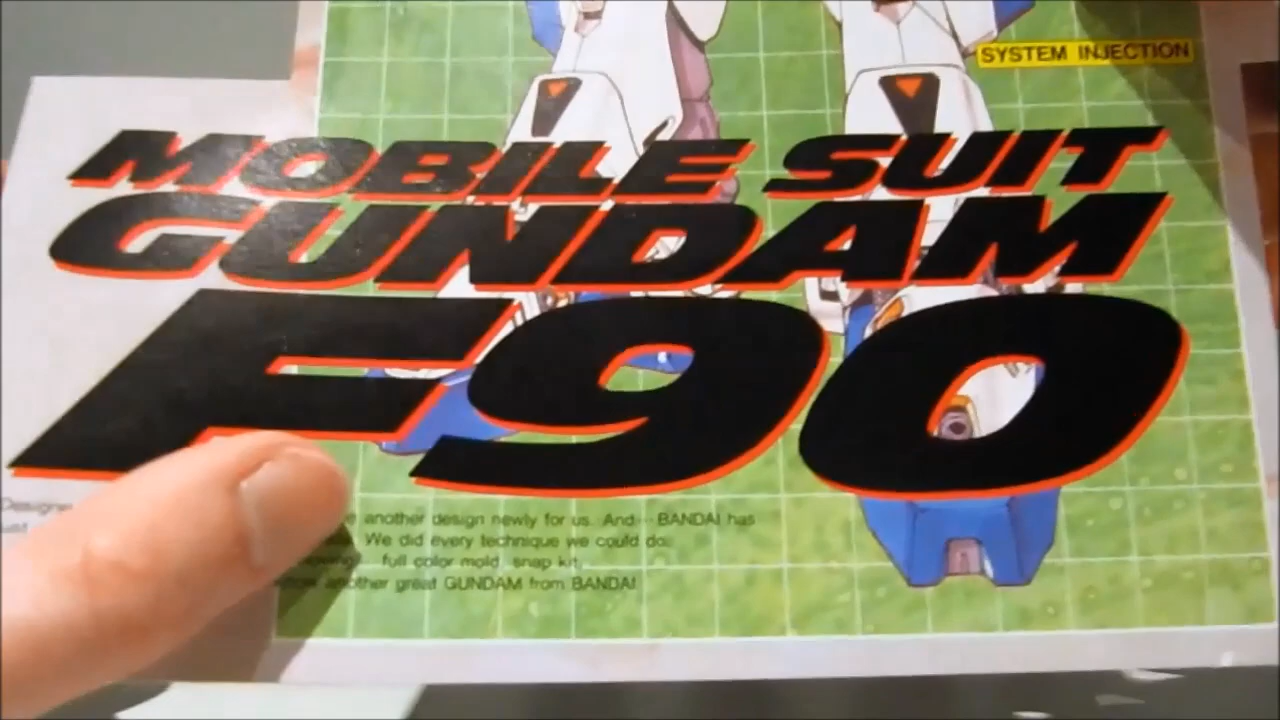 SYSTEM INJECTION
MOBILE SUIT
GUNDAM
F90
another design newly for us. And... BANDAI has
We did every technique we could do.
full color mold snap kit,
another great GUNDAM from BANDAI